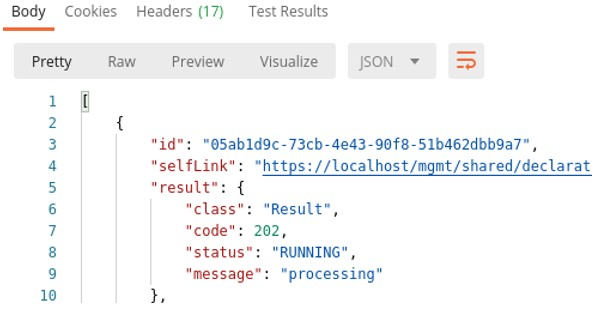 Body Cookies Headers (17) Test Results
Pretty Raw Preview Visualize JSON
1 [
2 {
3 "id": "05ab1d9c-73cb-4e43-90f8-51b462dbb9a7",
4 "selfLink": "https://localhost/mgmt/shared/declarat
5 "result": {
6 "class": "Result",
7 "code": 202,
8 "status": "RUNNING",
9 "message": "processing"
10 },